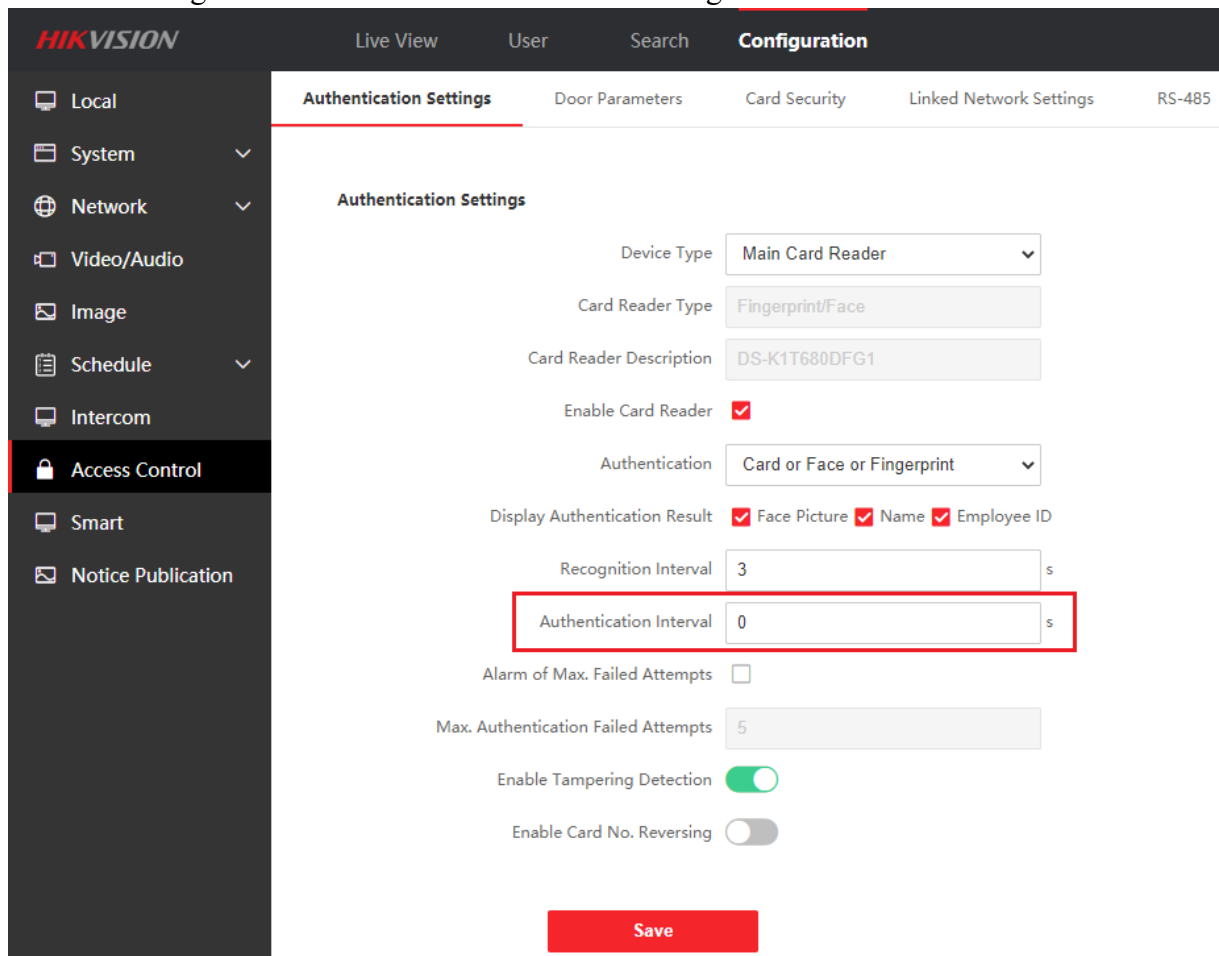 HIKVISION
Live View User Search Configuration
Local
System
Network
Video/Audio
Image
Schedule
Intercom
Access Control
Smart
Notice Publication
Authentication Settings Door Parameters Card Security Linked Network Settings RS-485
Authentication Settings
Device Type Main Card Reader
Card Reader Type Fingerprint/Face
Card Reader Description DS-K1T680DFG1
Enable Card Reader
Authentication Card or Face or Fingerprint
Display Authentication Result Face Picture Name Employee ID
Recognition Interval 3 s
Authentication Interval 0 s
Alarm of Max. Failed Attempts
Max. Authentication Failed Attempts 5
Enable Tampering Detection
Enable Card No. Reversing
Save